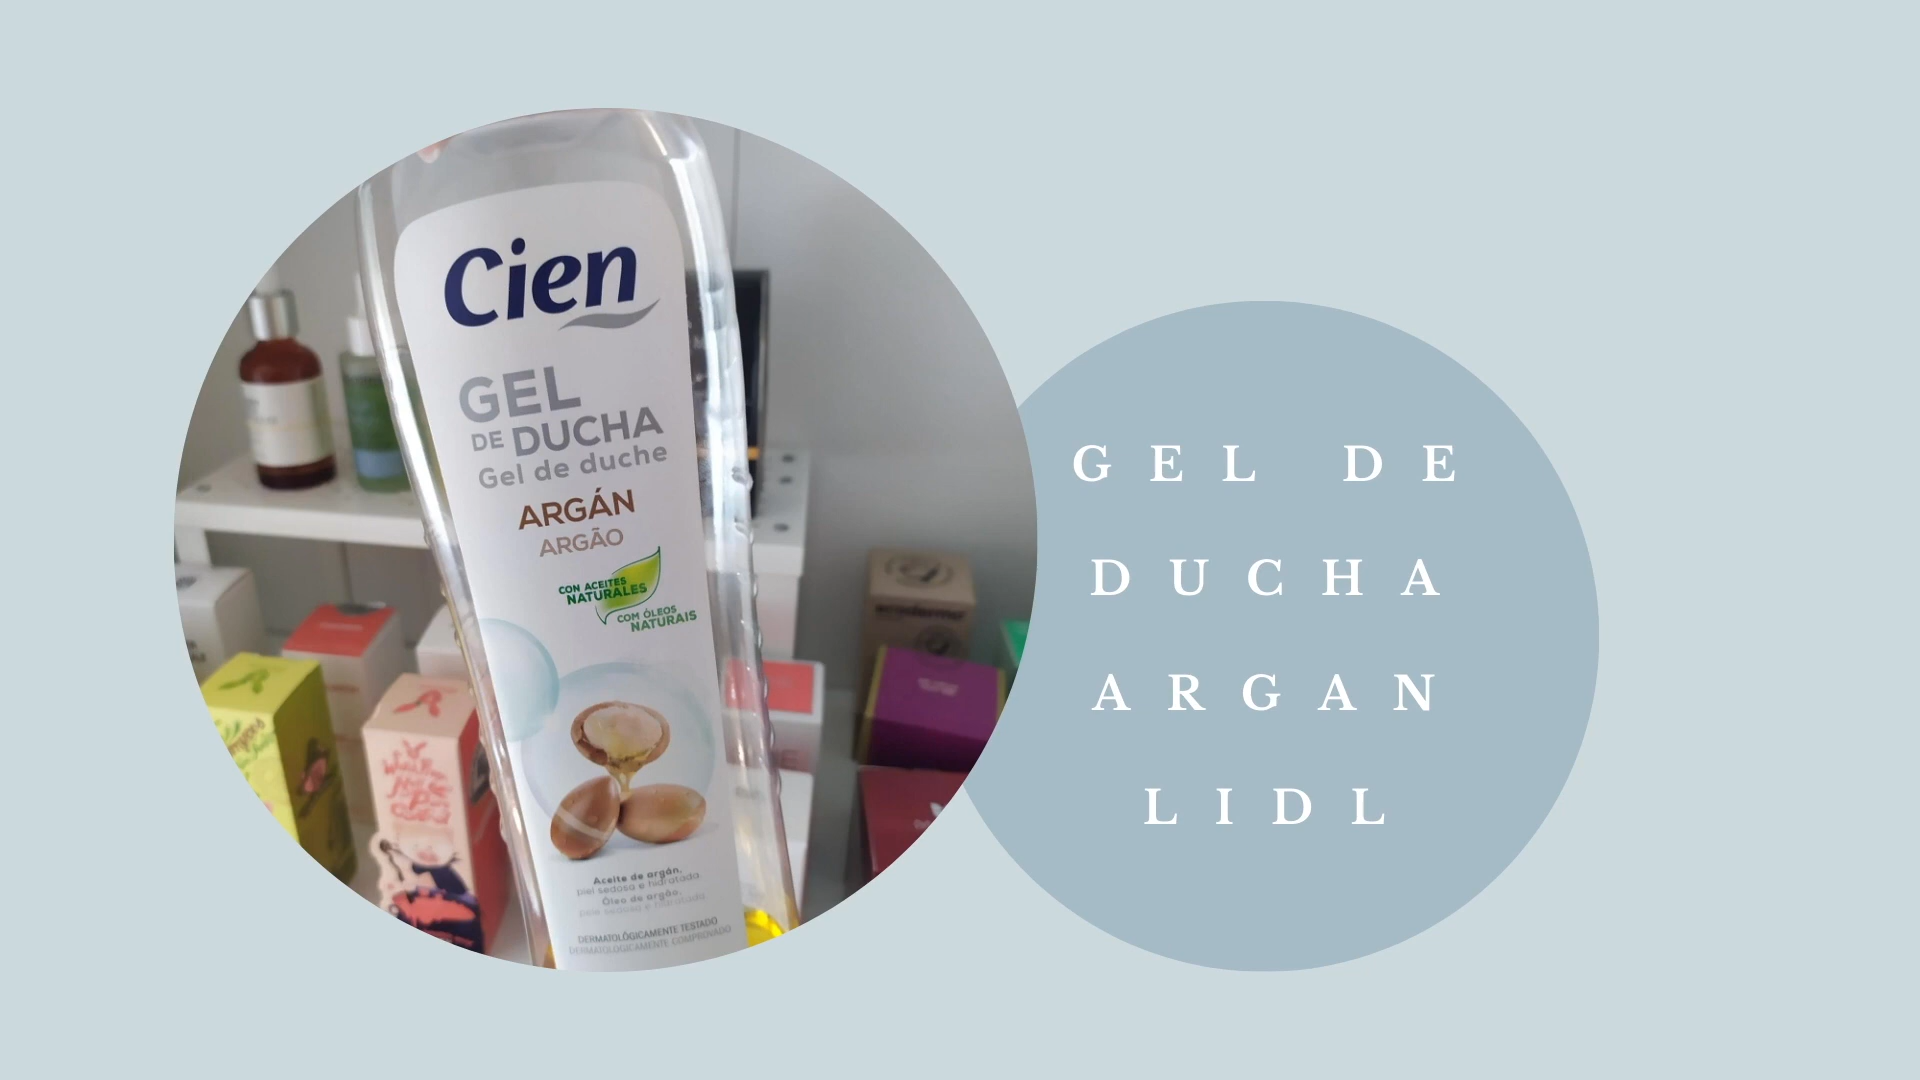 Cien
GEL
DE DUCHA
Gel de duche
ARGÁN
ARGÃO
CON ACEITES
NATURALES
COM ÓLEOS
NATURAIS
Aceite de argán,
piel sedosa e hidratada.
Óleo de argão,
pele sedosa e hidratada.
DERMATOLÓGICAMENTE TESTADO
DERMATOLOGICAMENTE COMPROVADO
GEL DE
DUCHA
ARGAN
LIDL